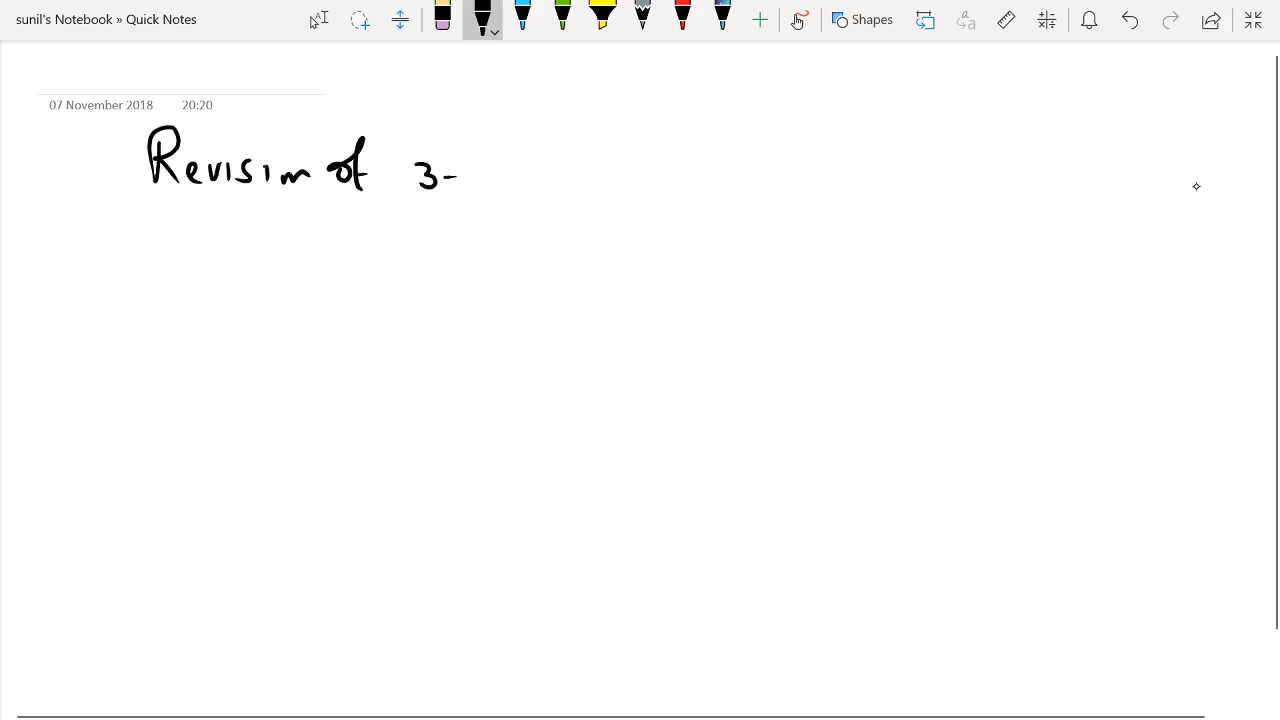 sunil's Notebook » Quick Notes
Shapes
07 November 2018 20:20
Revision of 3-